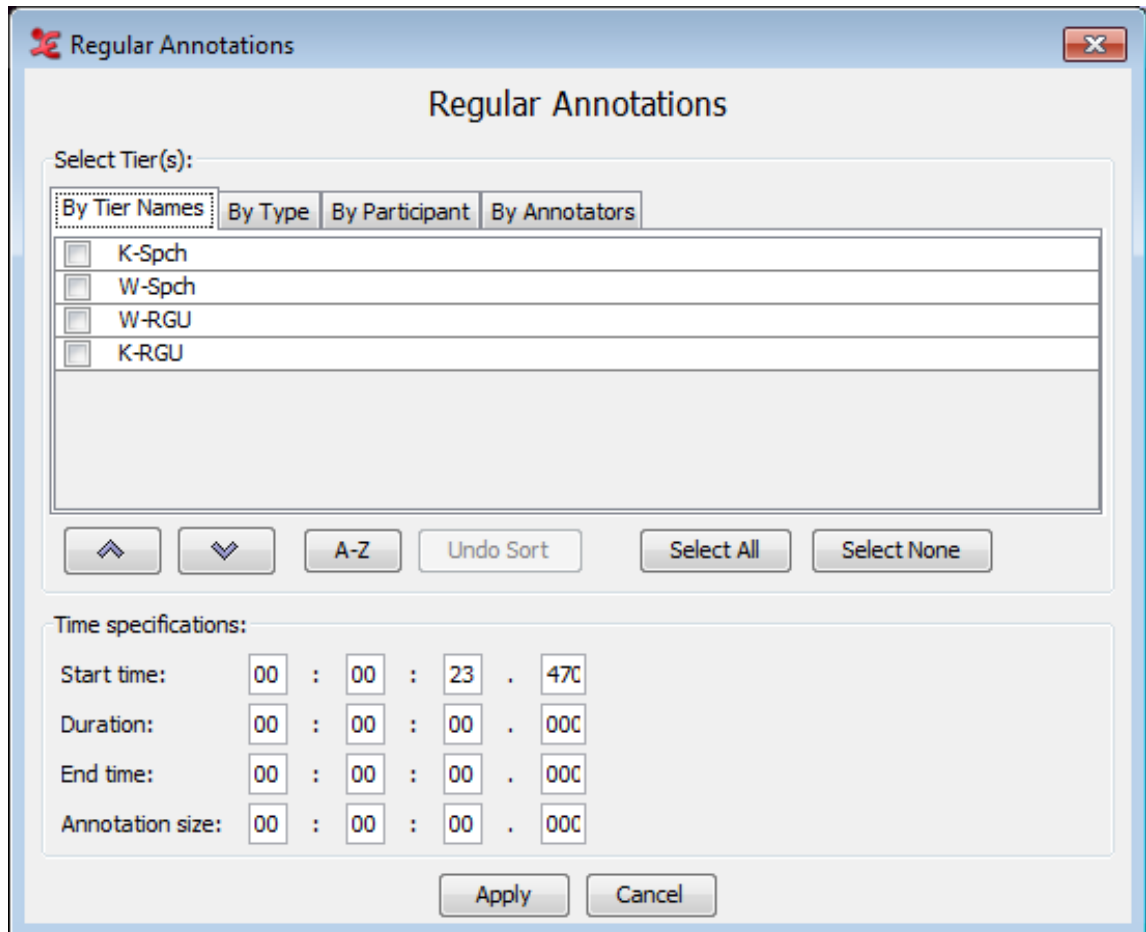 Regular Annotations
Regular Annotations
Select Tier(s):
By Tier Names By Type By Participant By Annotators
K-Spch
W-Spch
W-RGU
K-RGU
A-Z Undo Sort Select All Select None
Time specifications:
Start time: 00 : 00 : 23 . 470
Duration: 00 : 00 : 00 . 000
End time: 00 : 00 : 00 . 000
Annotation size: 00 : 00 : 00 . 000
Apply Cancel